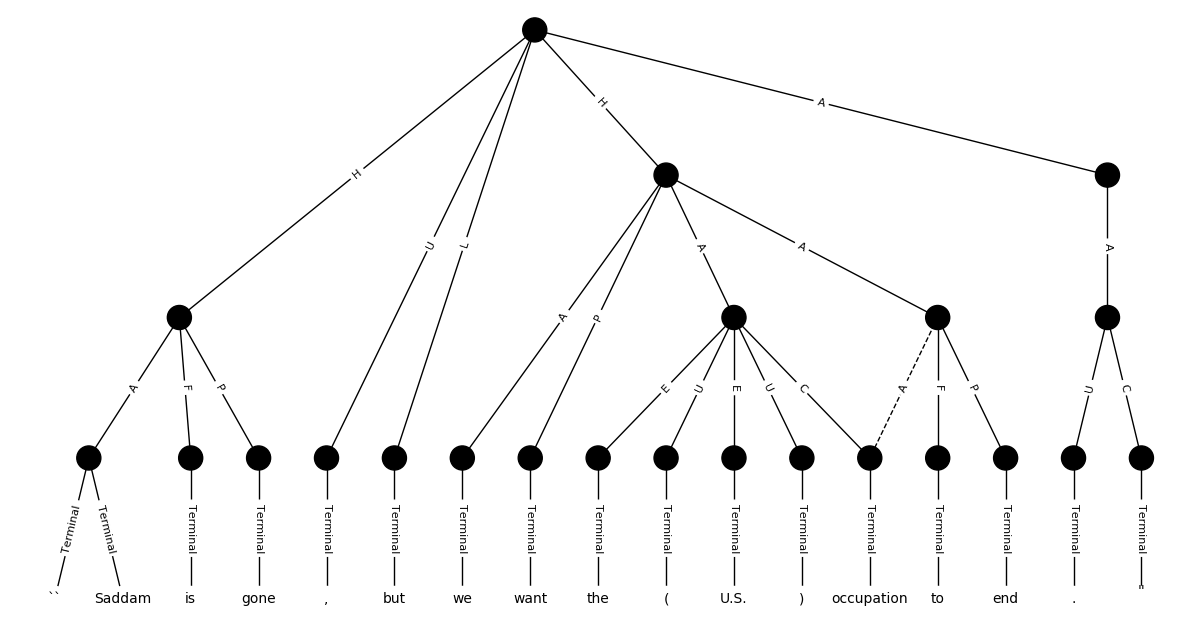 H
A
H
U
L
A
A
A
A
P
A
F
P
E
U
E
U
C
A
F
P
U
C
Terminal Terminal Terminal Terminal Terminal Terminal Terminal Terminal Terminal Terminal Terminal Terminal Terminal Terminal Terminal Terminal Terminal
`` Saddam is gone , but we want the ( U.S. ) occupation to end . "